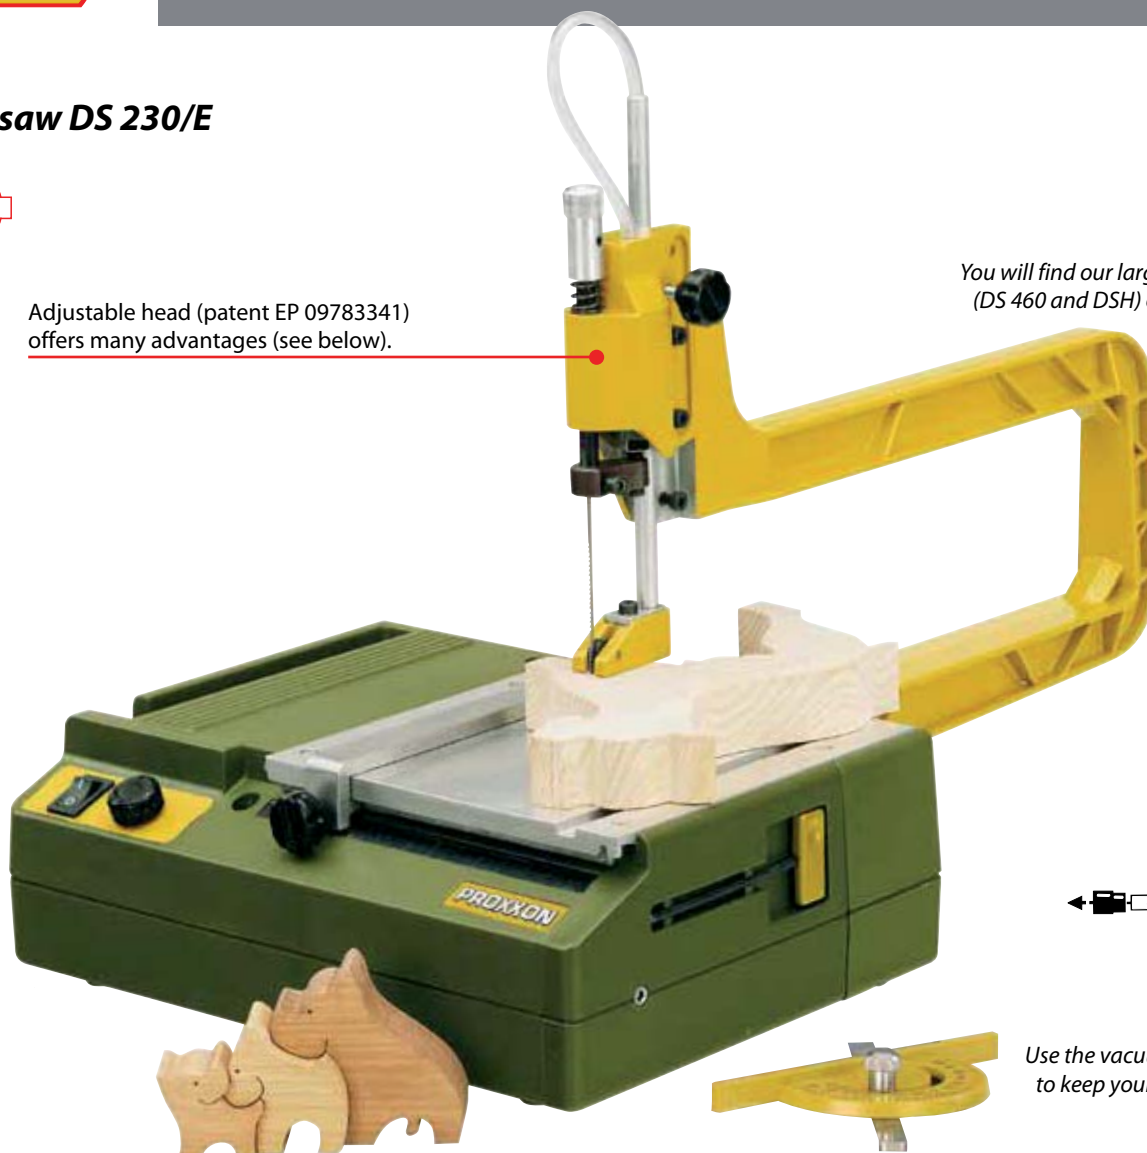 saw DS 230/E
Adjustable head (patent EP 09783341)
offers many advantages (see below).
You will find our larg
(DS 460 and DSH)
PROXXON
Use the vacu
to keep your